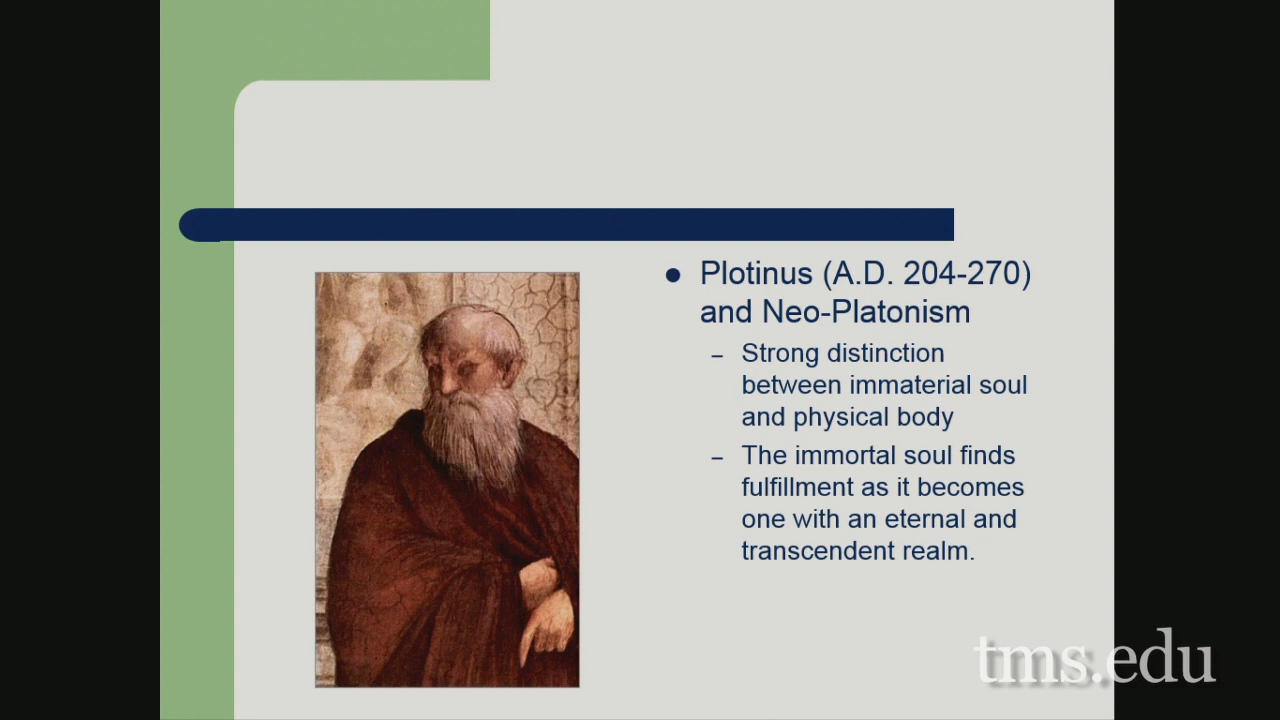 Plotinus (A.D. 204-270)
and Neo-Platonism
– Strong distinction
between immaterial soul
and physical body
– The immortal soul finds
fulfillment as it becomes
one with an eternal and
transcendent realm.
tms.edu